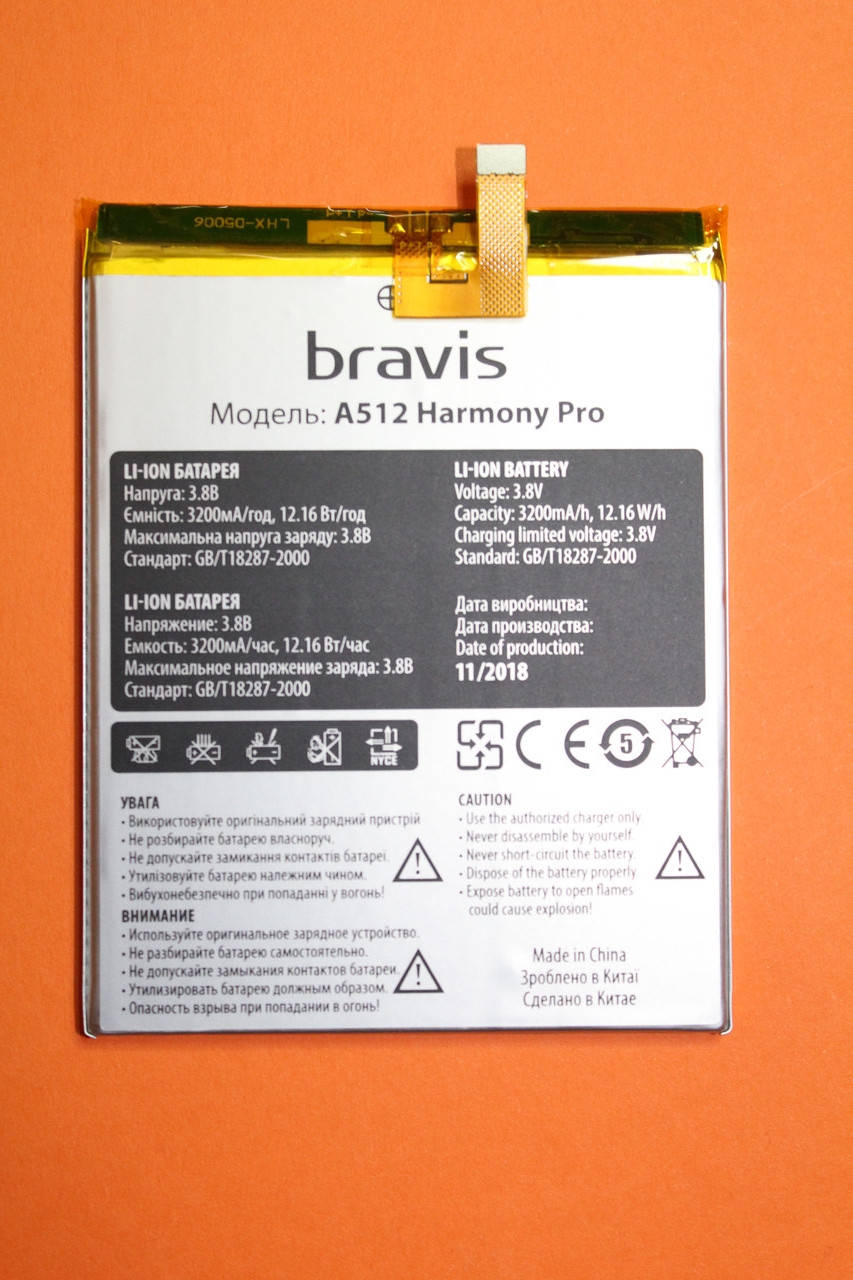 LHX-D5006
bravis
Модель: A512 Harmony Pro
LI-ION БАТАРЕЯ
Напруга: 3.8В
Ємність: 3200мА/год, 12.16 Вт/год
Максимальна напруга заряду: 3.8В
Стандарт: GB/T18287-2000
LI-ION BATTERY
Voltage: 3.8V
Capacity: 3200mA/h, 12.16 W/h
Charging limited voltage: 3.8V
Standard: GB/T18287-2000
LI-ION БАТАРЕЯ
Напряжение: 3.8В
Емкость: 3200мА/час, 12.16 Вт/час
Максимальное напряжение заряда: 3.8В
Стандарт: GB/T18287-2000
Дата виробництва:
Дата производства:
Date of production:
11/2018
NYCE
CE
5
УВАГА
• Використовуйте оригінальний зарядний пристрій
• Не розбирайте батарею власноруч.
• Не допускайте замикання контактів батареї.
• Утилізовуйте батарею належним чином.
• Вибухонебезпечно при попаданні у вогонь!
ВНИМАНИЕ
• Используйте оригинальное зарядное устройство.
• Не разбирайте батарею самостоятельно.
• Не допускайте замыкания контактов батареи.
• Утилизировать батарею должным образом.
• Опасность взрыва при попадании в огонь!
CAUTION
• Use the authorized charger only
• Never disassemble by yourself.
• Never short-circuit the battery
• Dispose of the battery properly
• Expose battery to open flames
could cause explosion!
Made in China
Зроблено в Китаї
Сделано в Китае